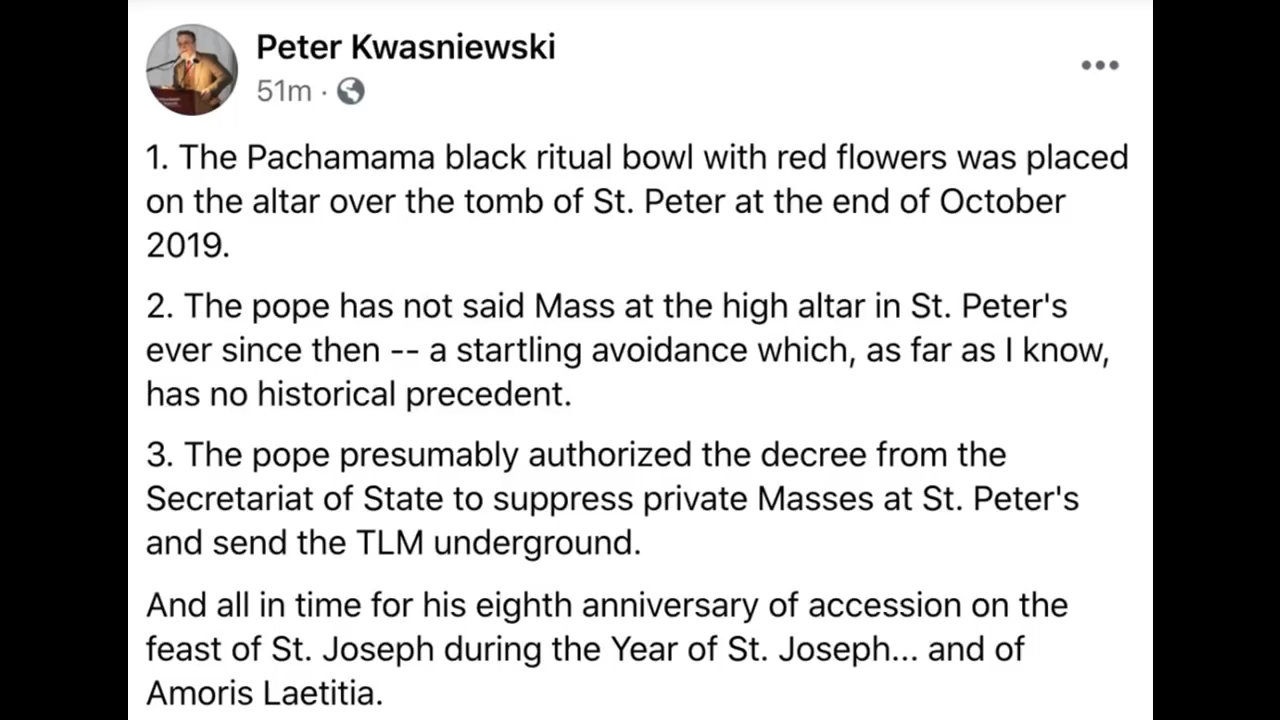 Peter Kwasniewski
51m ·
1. The Pachamama black ritual bowl with red flowers was placed
on the altar over the tomb of St. Peter at the end of October
2019.
2. The pope has not said Mass at the high altar in St. Peter's
ever since then -- a startling avoidance which, as far as I know,
has no historical precedent.
3. The pope presumably authorized the decree from the
Secretariat of State to suppress private Masses at St. Peter's
and send the TLM underground.
And all in time for his eighth anniversary of accession on the
feast of St. Joseph during the Year of St. Joseph... and of
Amoris Laetitia.